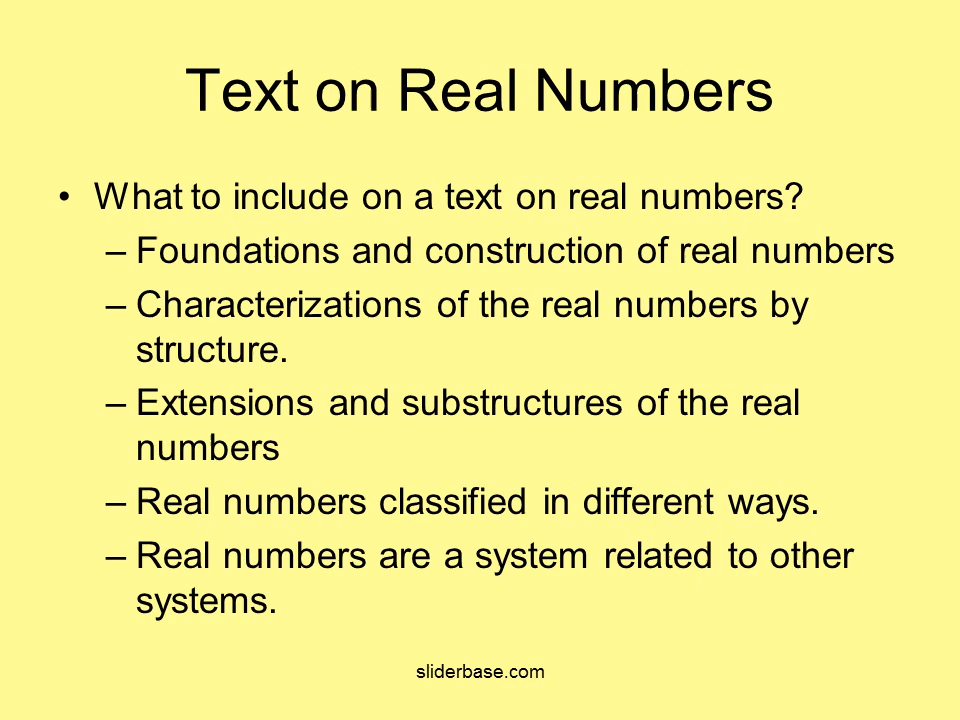 Text on Real Numbers
• What to include on a text on real numbers?
– Foundations and construction of real numbers
– Characterizations of the real numbers by
structure.
– Extensions and substructures of the real
numbers
– Real numbers classified in different ways.
– Real numbers are a system related to other
systems.
sliderbase.com